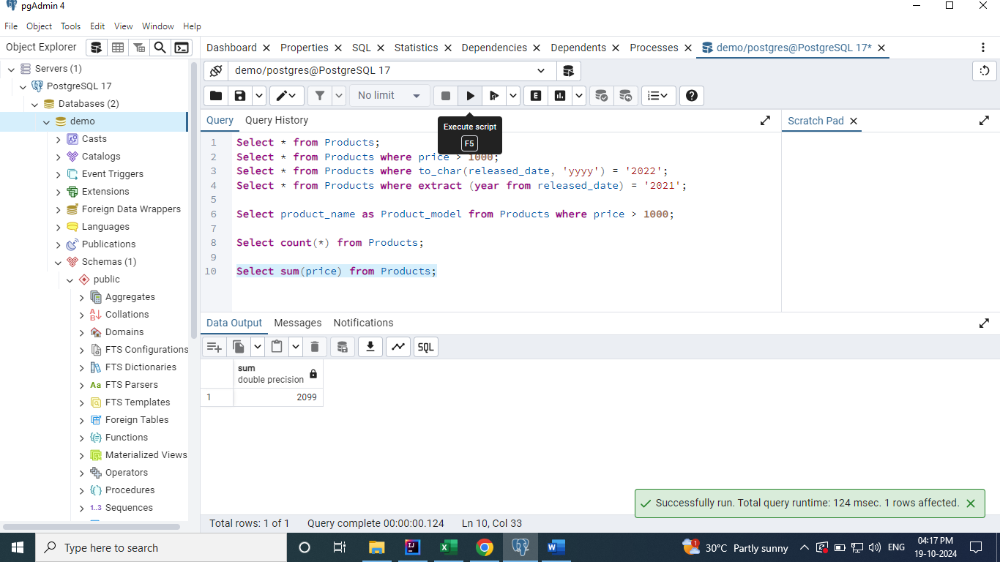 pgAdmin 4
File Object Tools Edit View Window Help
Object Explorer
Dashboard Properties SQL Statistics Dependencies Dependents Processes demo/postgres@PostgreSQL 17*
Servers (1)
PostgreSQL 17
Databases (2)
demo
Casts
Catalogs
Event Triggers
Extensions
Foreign Data Wrappers
Languages
Publications
Schemas (1)
public
Aggregates
Collations
Domains
FTS Configurations
FTS Dictionaries
FTS Parsers
FTS Templates
Foreign Tables
Functions
Materialized Views
Operators
Procedures
Sequences
demo/postgres@PostgreSQL 17
No limit
E
Execute script
F5
Query Query History
Scratch Pad
1 Select * from Products;
2 Select * from Products where price > 1000;
3 Select * from Products where to_char(released_date, 'yyyy') = '2022';
4 Select * from Products where extract (year from released_date) = '2021';
5
6 Select product_name as Product_model from Products where price > 1000;
7
8 Select count(*) from Products;
9
10 Select sum(price) from Products;
Data Output Messages Notifications
SQL
sum
double precision
1 2099
Successfully run. Total query runtime: 124 msec. 1 rows affected.
Total rows: 1 of 1 Query complete 00:00:00.124 Ln 10, Col 33
Type here to search
30°C Partly sunny
ENG
04:17 PM
19-10-2024